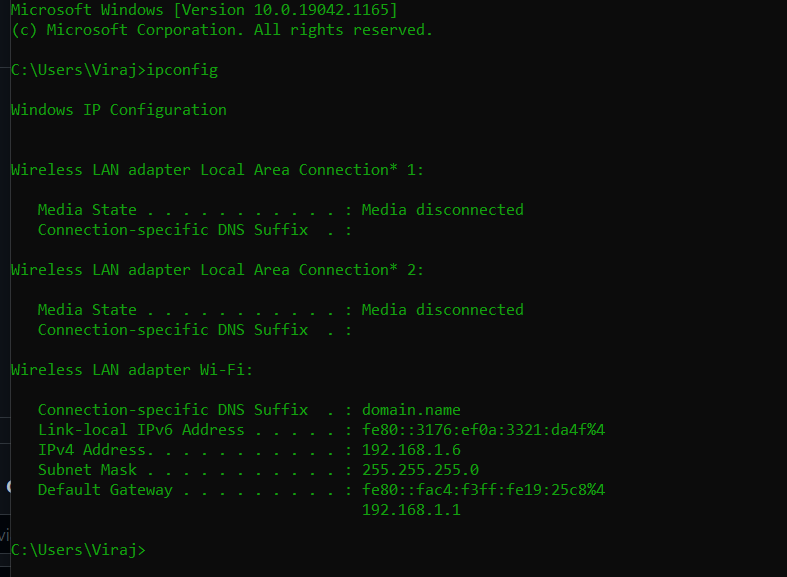 Microsoft Windows [Version 10.0.19042.1165]
(c) Microsoft Corporation. All rights reserved.
C:\Users\Viraj>ipconfig
Windows IP Configuration
Wireless LAN adapter Local Area Connection* 1:
Media State . . . . . . . . . . . : Media disconnected
Connection-specific DNS Suffix  . :
Wireless LAN adapter Local Area Connection* 2:
Media State . . . . . . . . . . . : Media disconnected
Connection-specific DNS Suffix  . :
Wireless LAN adapter Wi-Fi:
Connection-specific DNS Suffix  . : domain.name
Link-local IPv6 Address . . . . . : fe80::3176:ef0a:3321:da4f%4
IPv4 Address. . . . . . . . . . . : 192.168.1.6
Subnet Mask . . . . . . . . . . . : 255.255.255.0
Default Gateway . . . . . . . . . : fe80::fac4:f3ff:fe19:25c8%4
192.168.1.1
C:\Users\Viraj>